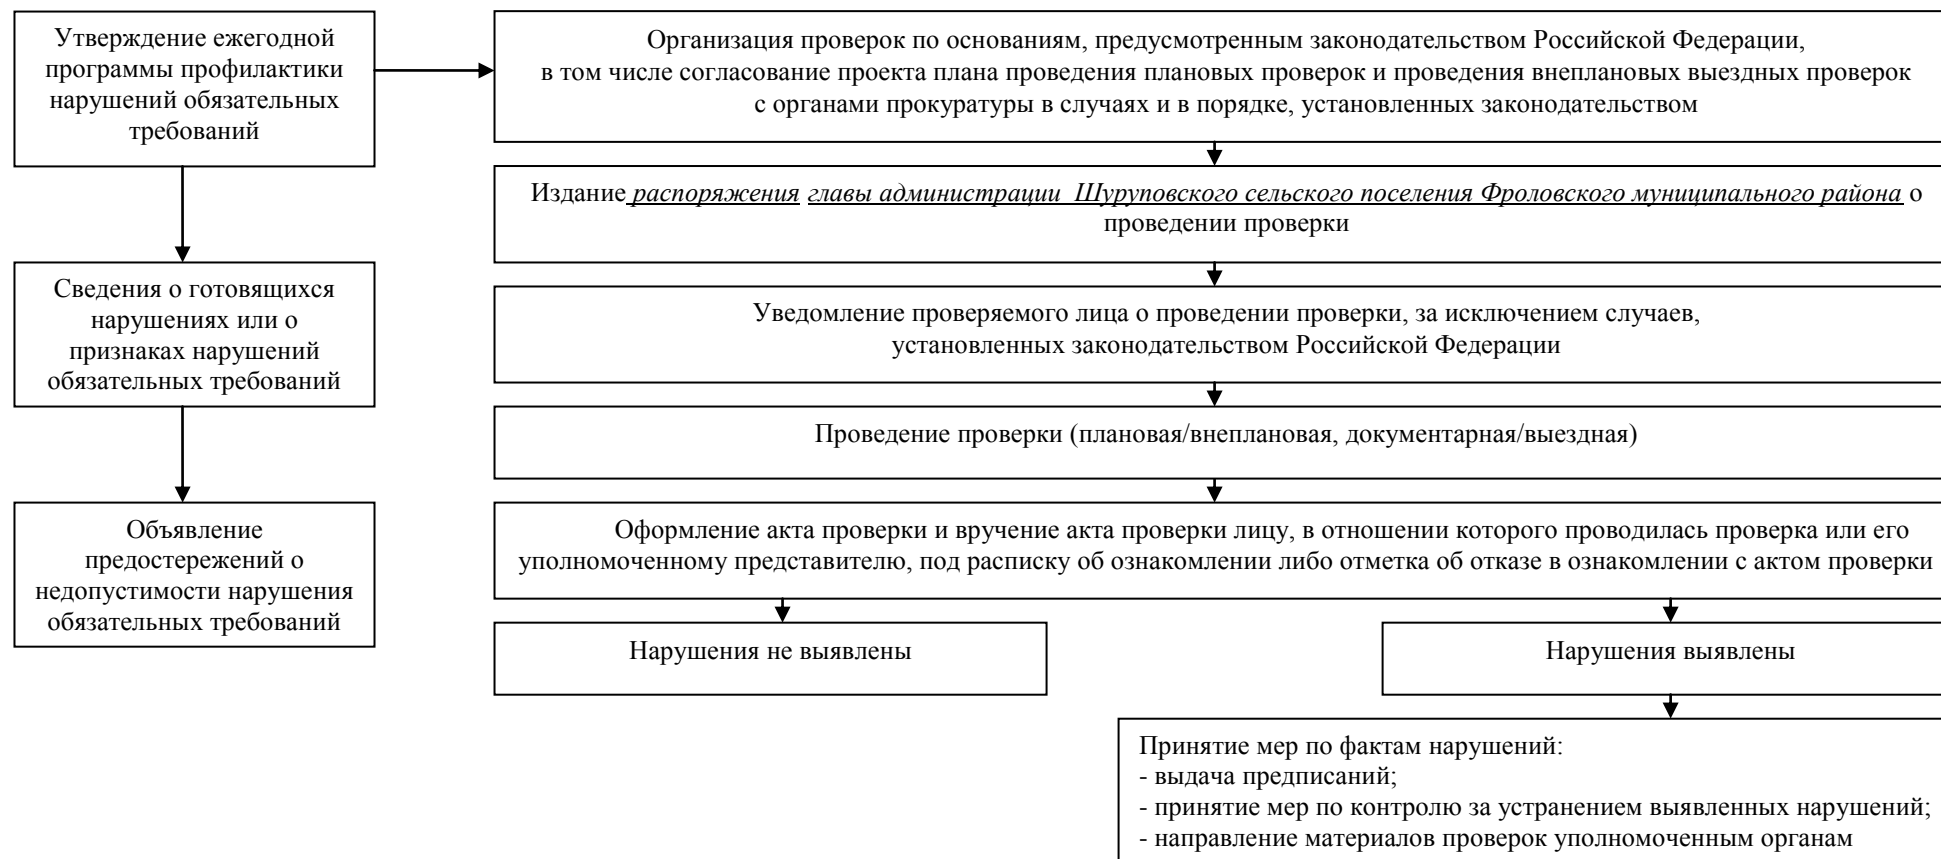 Утверждение ежегодной
программы профилактики
нарушений обязательных
требований
Организация проверок по основаниям, предусмотренным законодательством Российской Федерации,
в том числе согласование проекта плана проведения плановых проверок и проведения внеплановых выездных проверок
с органами прокуратуры в случаях и в порядке, установленных законодательством
Издание распоряжения главы администрации Шуруповского сельского поселения Фроловского муниципального района о
проведении проверки
Сведения о готовящихся
нарушениях или о
признаках нарушений
обязательных требований
Уведомление проверяемого лица о проведении проверки, за исключением случаев,
установленных законодательством Российской Федерации
Проведение проверки (плановая/внеплановая, документарная/выездная)
Объявление
предостережений о
недопустимости нарушения
обязательных требований
Оформление акта проверки и вручение акта проверки лицу, в отношении которого проводилась проверка или его
уполномоченному представителю, под расписку об ознакомлении либо отметка об отказе в ознакомлении с актом проверки
Нарушения не выявлены
Нарушения выявлены
Принятие мер по фактам нарушений:
- выдача предписаний;
- принятие мер по контролю за устранением выявленных нарушений;
- направление материалов проверок уполномоченным органам